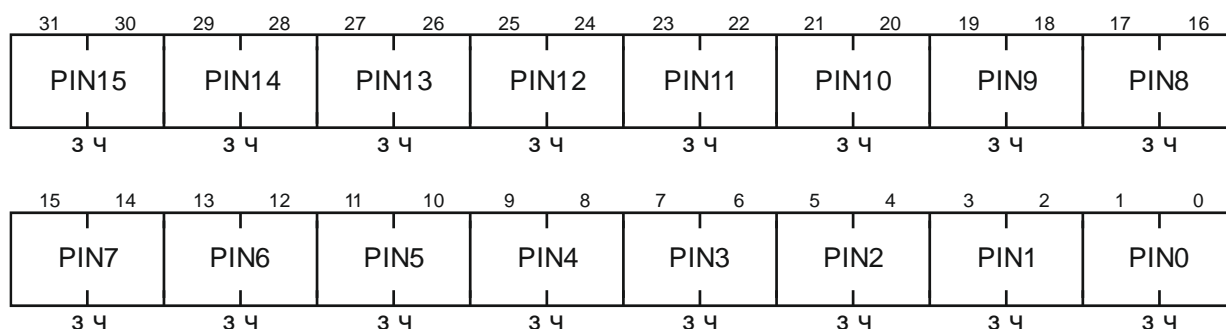 31 30 29 28 27 26 25 24 23 22 21 20 19 18 17 16
PIN15 PIN14 PIN13 PIN12 PIN11 PIN10 PIN9 PIN8
з ч з ч з ч з ч з ч з ч з ч з ч
15 14 13 12 11 10 9 8 7 6 5 4 3 2 1 0
PIN7 PIN6 PIN5 PIN4 PIN3 PIN2 PIN1 PIN0
з ч з ч з ч з ч з ч з ч з ч з ч